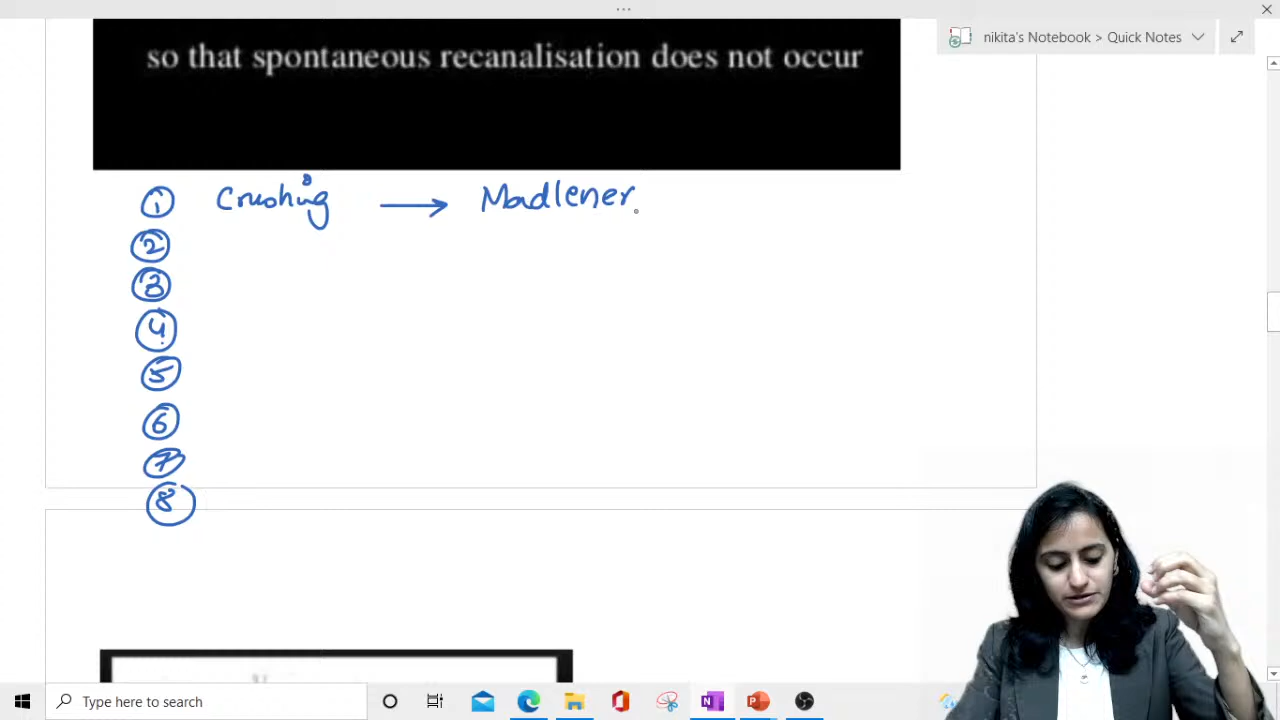 nikita's Notebook > Quick Notes
so that spontaneous recanalisation does not occur
1 Crushing → Madlener
2
3
4
5
6
7
8
Type here to search